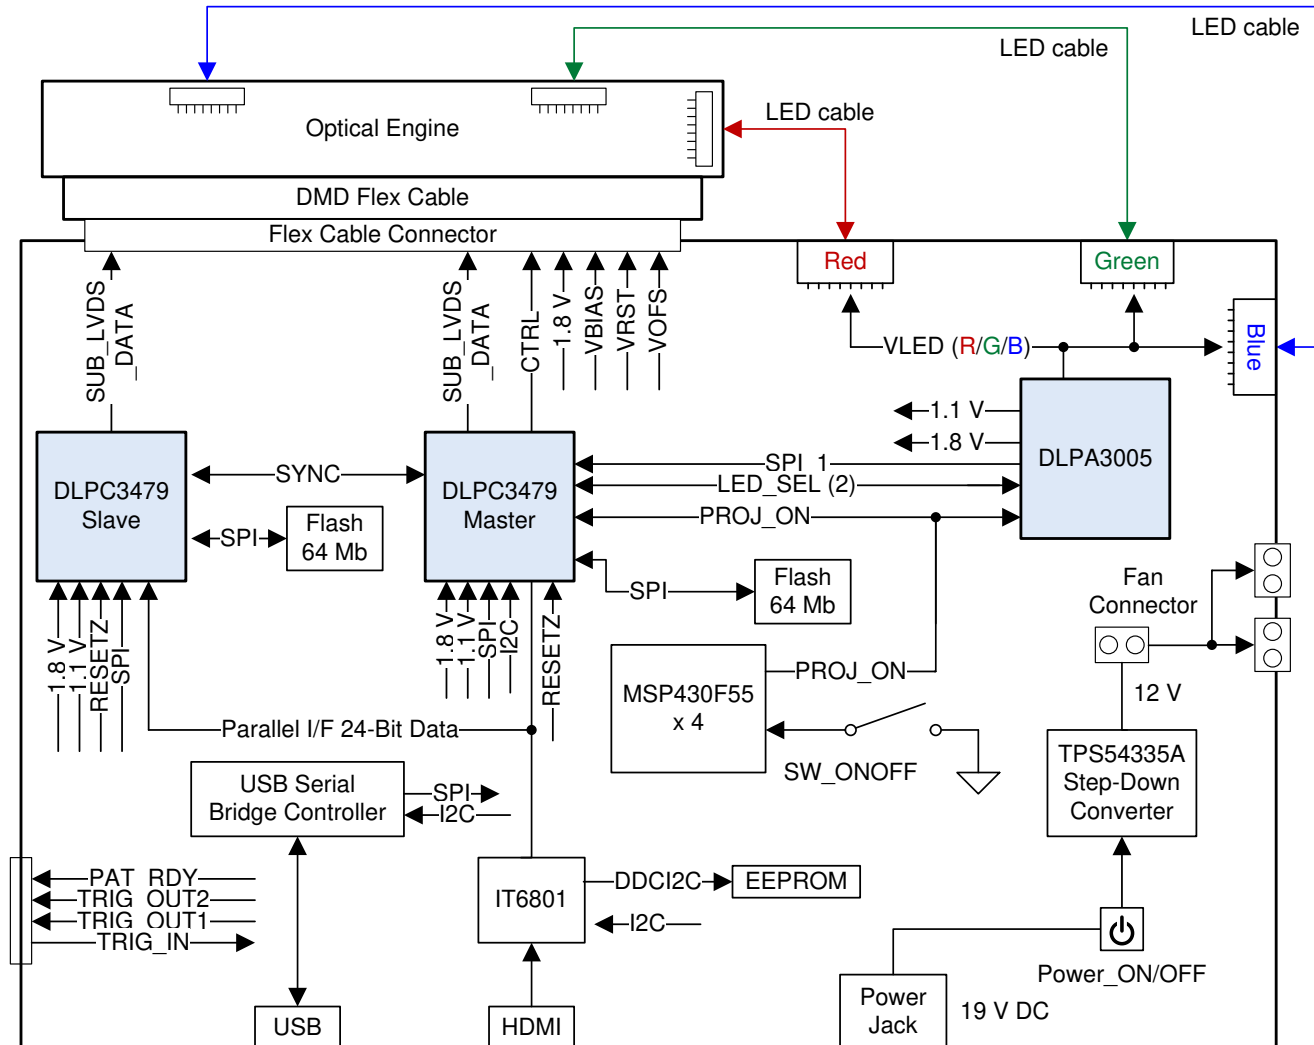 LED cable
LED cable
LED cable
Optical Engine
DMD Flex Cable
Flex Cable Connector
Red
Green
Blue
SUB_LVDS
_DATA
SUB_LVDS
_DATA
CTRL
1.8 V
VBIAS
VRST
VOFS
VLED (R/G/B)
1.1 V
1.8 V
DLPA3005
DLPC3479
Slave
SYNC
DLPC3479
Master
SPI_1
LED_SEL (2)
PROJ_ON
SPI
Flash
64 Mb
SPI
Flash
64 Mb
Fan
Connector
1.8 V
1.1 V
RESETZ
SPI
1.8 V
1.1 V
SPI
I2C
RESETZ
MSP430F55
x 4
PROJ_ON
SW_ONOFF
12 V
Parallel I/F 24-Bit Data
TPS54335A
Step-Down
Converter
USB Serial
Bridge Controller
SPI
I2C
PAT_RDY
TRIG_OUT2
TRIG_OUT1
TRIG_IN
IT6801
DDCI2C
EEPROM
I2C
Power_ON/OFF
Power
Jack
19 V DC
USB
HDMI